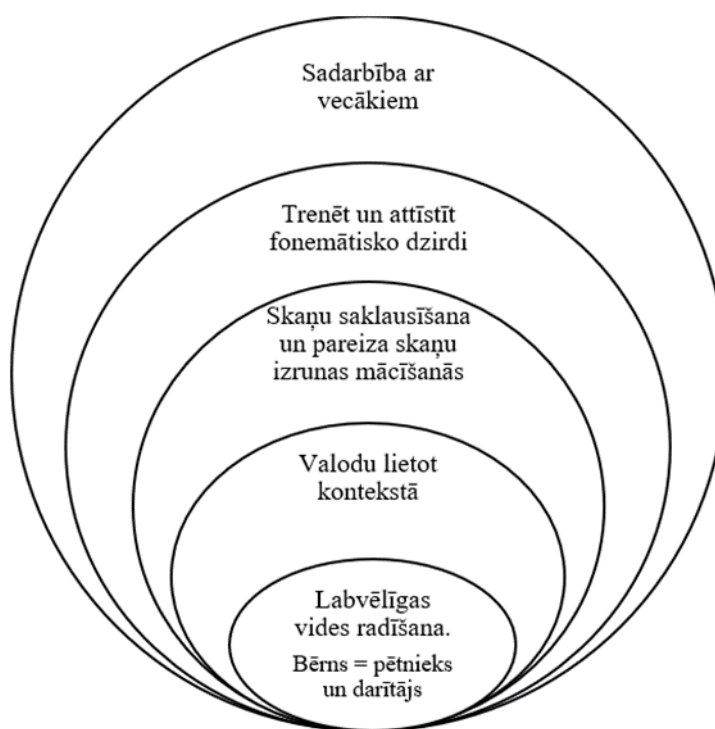 Sadarbība ar
vecākiem
Trenēt un attīstīt
fonemātisko dzirdi
Skaņu saklausīšana
un pareiza skaņu
izrunas mācīšanās
Valodu lietot
kontekstā
Labvēlīgas
vides radīšana.
Bērns = pētnieks
un darītājs